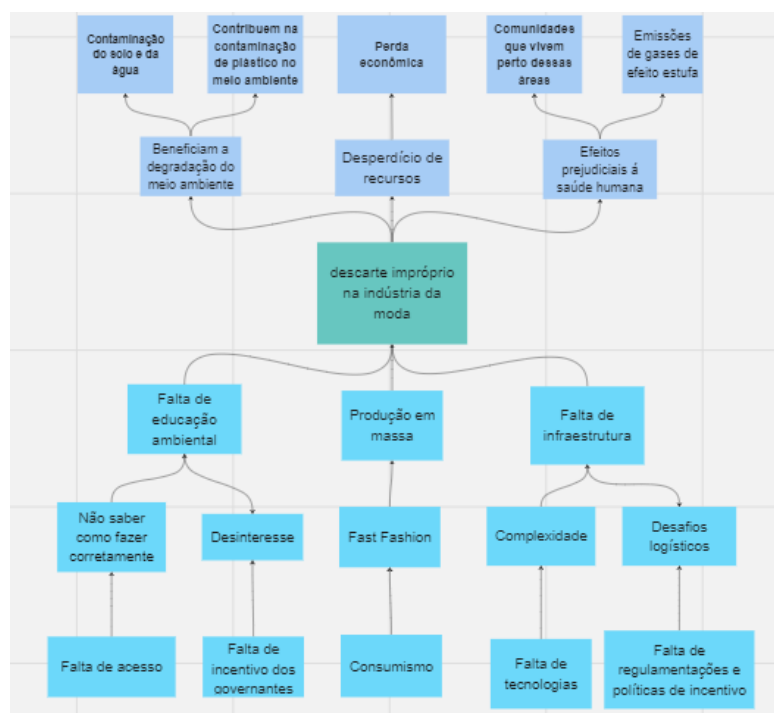 Contaminação
do solo e da
água
Contribuem na
contaminação
de plástico no
meio ambiente
Perda
econômica
Comunidades
que vivem
perto dessas
áreas
Emissões
de gases de
efeito estufa
Beneficiam a
degradação do
meio ambiente
Desperdício de
recursos
Efeitos
prejudiciais á
saúde humana
descarte impróprio
na indústria da
moda
Falta de
educação
ambiental
Produção em
massa
Falta de
infraestrutura
Não saber
como fazer
corretamente
Desinteresse
Fast Fashion
Complexidade
Desafios
logísticos
Falta de acesso
Falta de
incentivo dos
governantes
Consumismo
Falta de
tecnologias
Falta de
regulamentações e
políticas de incentivo